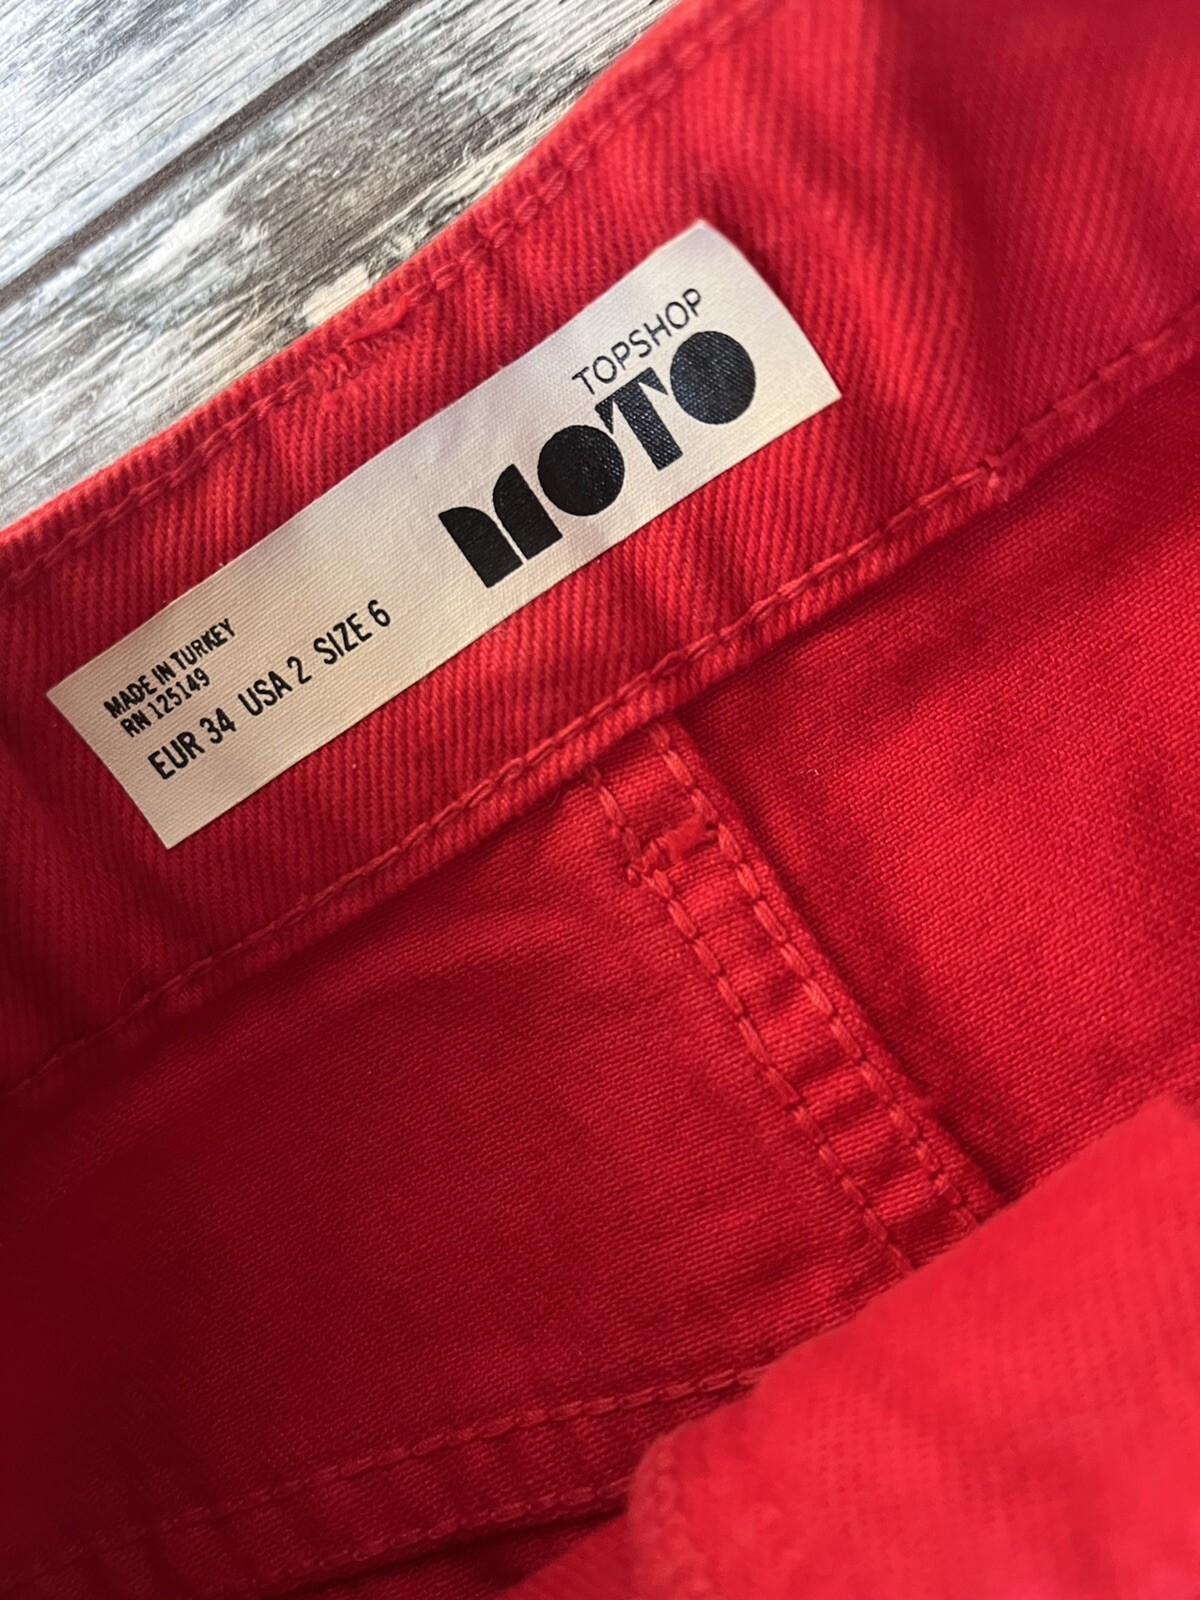 TOPSHOP
MOTO
MADE IN TURKEY
RN 125149
EUR 34 USA 2 SIZE 6